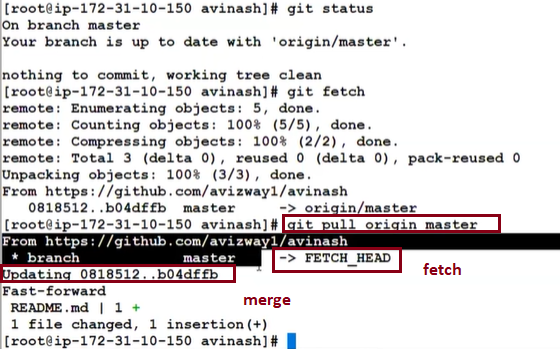 [root@ip-172-31-10-150 avinash]# git status
On branch master
Your branch is up to date with 'origin/master'.
nothing to commit, working tree clean
[root@ip-172-31-10-150 avinash]# git fetch
remote: Enumerating objects: 5, done.
remote: Counting objects: 100% (5/5), done.
remote: Compressing objects: 100% (2/2), done.
remote: Total 3 (delta 0), reused 0 (delta 0), pack-reused 0
Unpacking objects: 100% (3/3), done.
From https://github.com/avizway1/avinash
   0818512..b04dffb  master     -> origin/master
[root@ip-172-31-10-150 avinash]# git pull origin master
From https://github.com/avizway1/avinash
 * branch            master     -> FETCH_HEAD
fetch
Updating 0818512..b04dffb
merge
Fast-forward
 README.md | 1 +
 1 file changed, 1 insertion(+)
[root@ip-172-31-10-150 avinash]#